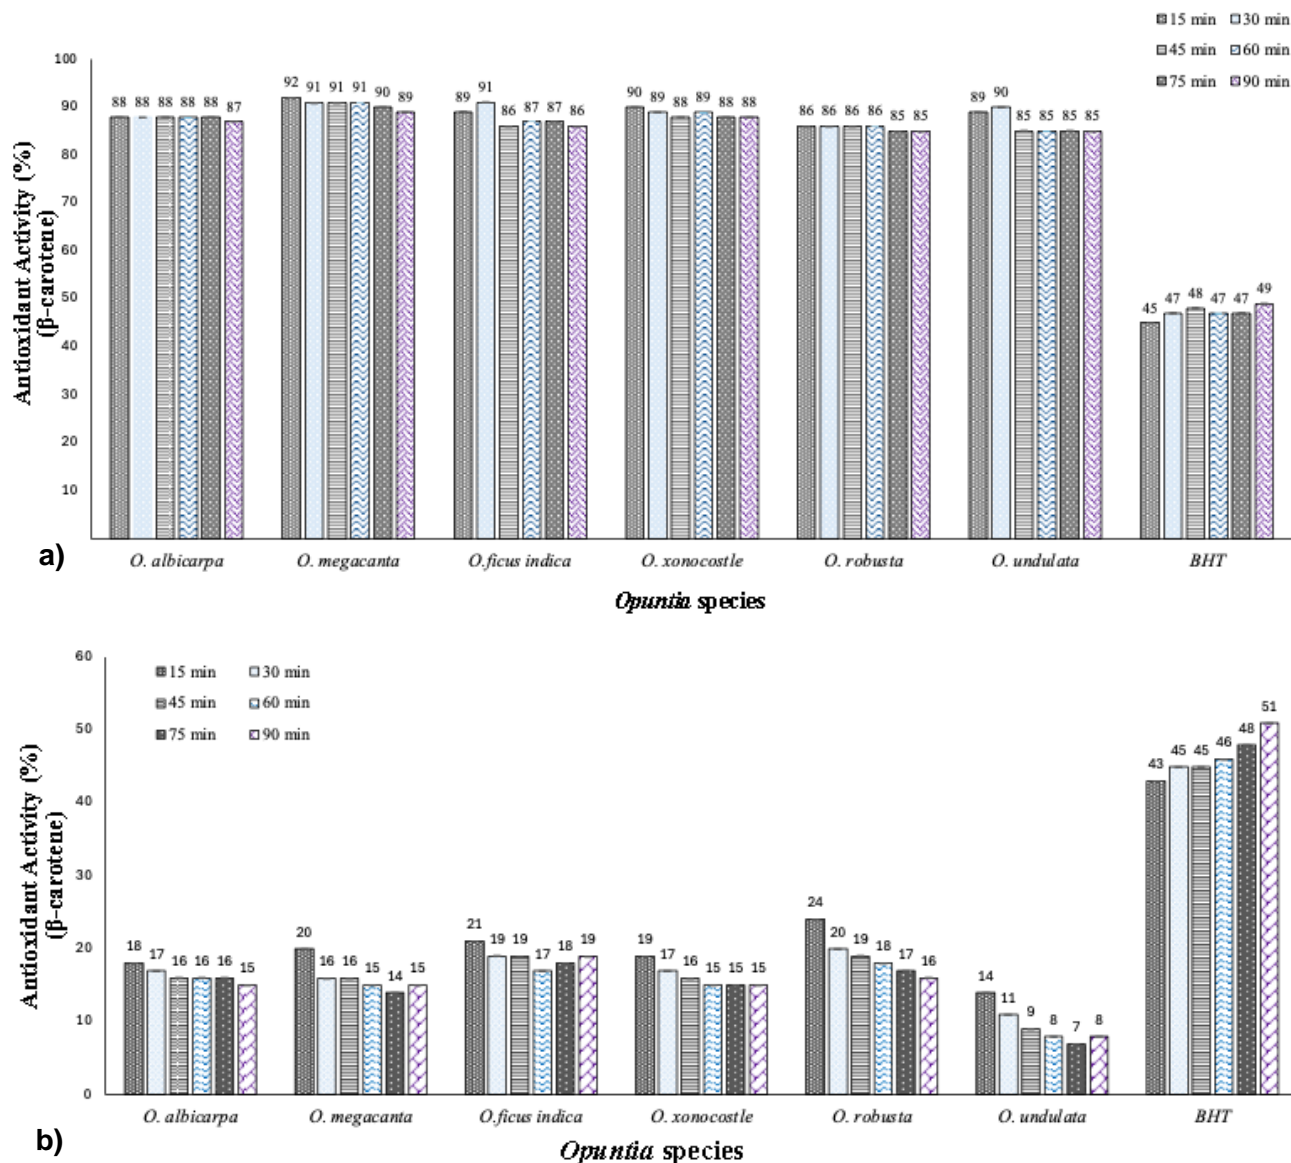 15 min 30 min
45 min 60 min
75 min 90 min
Antioxidant Activity (%)
(β-carotene)
100
90
80
70
60
50
40
30
20
10
88 88 88 88 88 87
92 91 91 91 90 89
89 91 86 87 87 86
90 89 88 89 88 88
86 86 86 86 85 85
89 90 85 85 85 85
45 47 48 47 47 49
O. albicarpa O. megacanta O.ficus indica O. xonocostle O. robusta O. undulata BHT
a)
Opuntia species
15 min 30 min
45 min 60 min
75 min 90 min
Antioxidant Activity (%)
(β-carotene)
60
50
40
30
20
10
0
18 17 16 16 16 15
20 16 16 15 14 15
21 19 19 17 18 19
19 17 16 15 15 15
24 20 19 18 17 16
14 11 9 8 7 8
43 45 45 46 48 51
O. albicarpa O. megacanta O.ficus indica O. xonocostle O. robusta O. undulata BHT
b)
Opuntia species